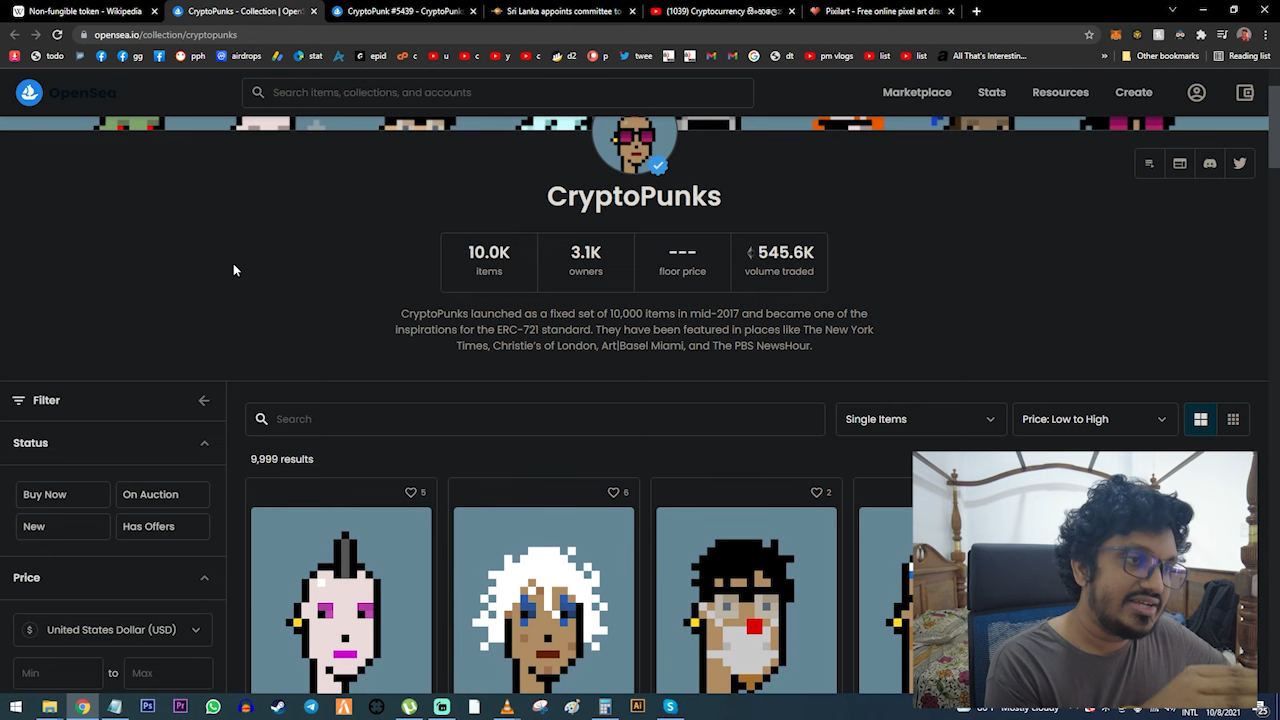 Non-fungible token - Wikipedia
CryptoPunks - Collection | Open
CryptoPunk #5439 - CryptoPunk
Sri Lanka appoints committee to
(1039) Cryptocurrency
Pixilart - Free online pixel art dra
opensea.io/collection/cryptopunks
todo
gg
pph
airdrops
stat
epid
c
u
y
c
d2
p
twee
dt
pm vlogs
list
list
All That's Interestin...
»
Other bookmarks
Reading list
OpenSea
Search items, collections, and accounts
Marketplace
Stats
Resources
Create
CryptoPunks
10.0K
items
3.1K
owners
---
floor price
545.6K
volume traded
CryptoPunks launched as a fixed set of 10,000 items in mid-2017 and became one of the
inspirations for the ERC-721 standard. They have been featured in places like The New York
Times, Christie's of London, Art|Basel Miami, and The PBS NewsHour.
Filter
Search
Single Items
Price: Low to High
Status
9,999 results
Buy Now
On Auction
New
Has Offers
5
6
2
Price
$ United States Dollar (USD)
Min
to
Max
Mostly cloudy
INTL
10/8/2021